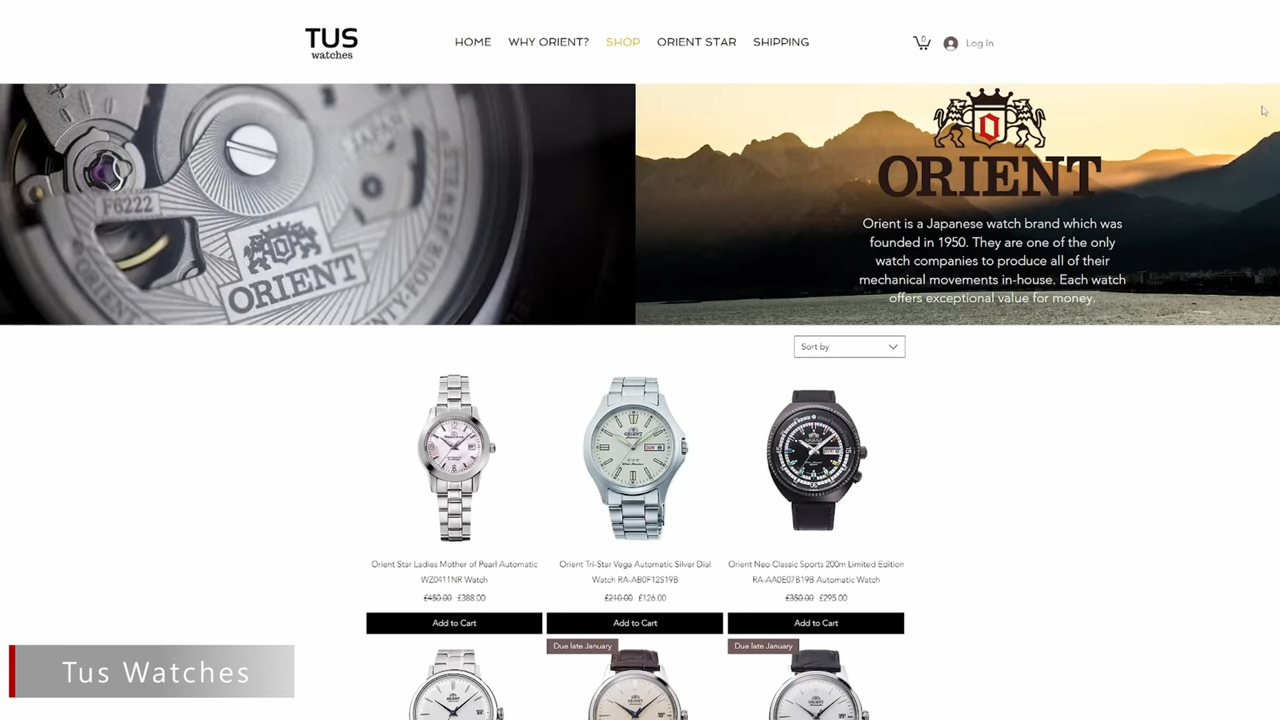 TUS
watches
HOME
WHY ORIENT?
SHOP
ORIENT STAR
SHIPPING
0
Log In
F6222
ORIENT
JAPAN
ORIENT
ORIENT
Orient is a Japanese watch brand which was
founded in 1950. They are one of the only
watch companies to produce all of their
mechanical movements in-house. Each watch
offers exceptional value for money.
Sort by
Orient Star Ladies Mother of Pearl Automatic
WZ0411NR Watch
£450.00 £388.00
Add to Cart
Orient Tri-Star Vega Automatic Silver Dial
Watch RA-AB0F12S19B
£210.00 £126.00
Add to Cart
Orient Neo Classic Sports 200m Limited Edition
RA-AA0E07B19B Automatic Watch
£350.00 £295.00
Add to Cart
Due late January
Due late January
Tus Watches